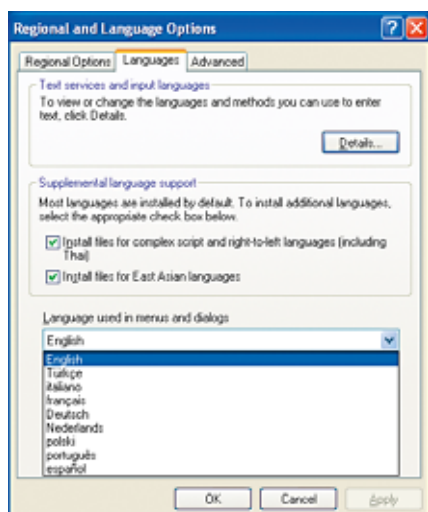 Regional and Language Options
Regional Options Languages Advanced
Text services and input languages
To view or change the languages and methods you can use to enter
text, click Details.
Details...
Supplemental language support
Most languages are installed by default. To install additional languages,
select the appropriate check box below.
Install files for complex script and right-to-left languages (including
Thai)
Install files for East Asian languages
Language used in menus and dialogs
English
English
Türkçe
italiano
français
Deutsch
Nederlands
polski
português
español
OK Cancel Apply